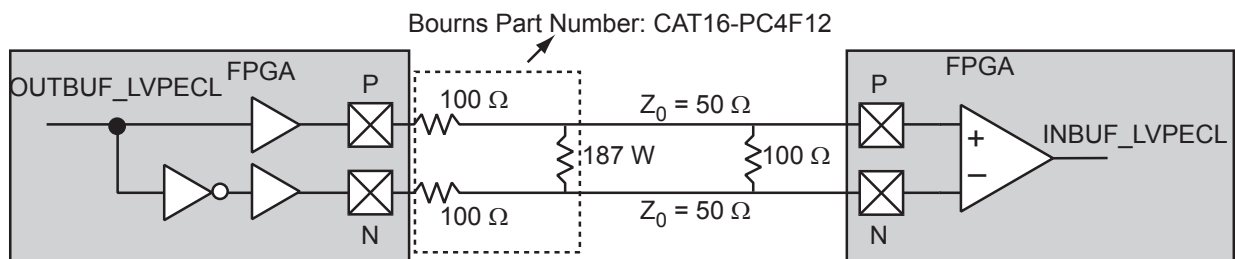 Bourns Part Number: CAT16-PC4F12
OUTBUF_LVPECL
FPGA
P
100 Ω
Z0 = 50 Ω
187 W
100 Ω
100 Ω
N
Z0 = 50 Ω
FPGA
P
+
−
INBUF_LVPECL
N